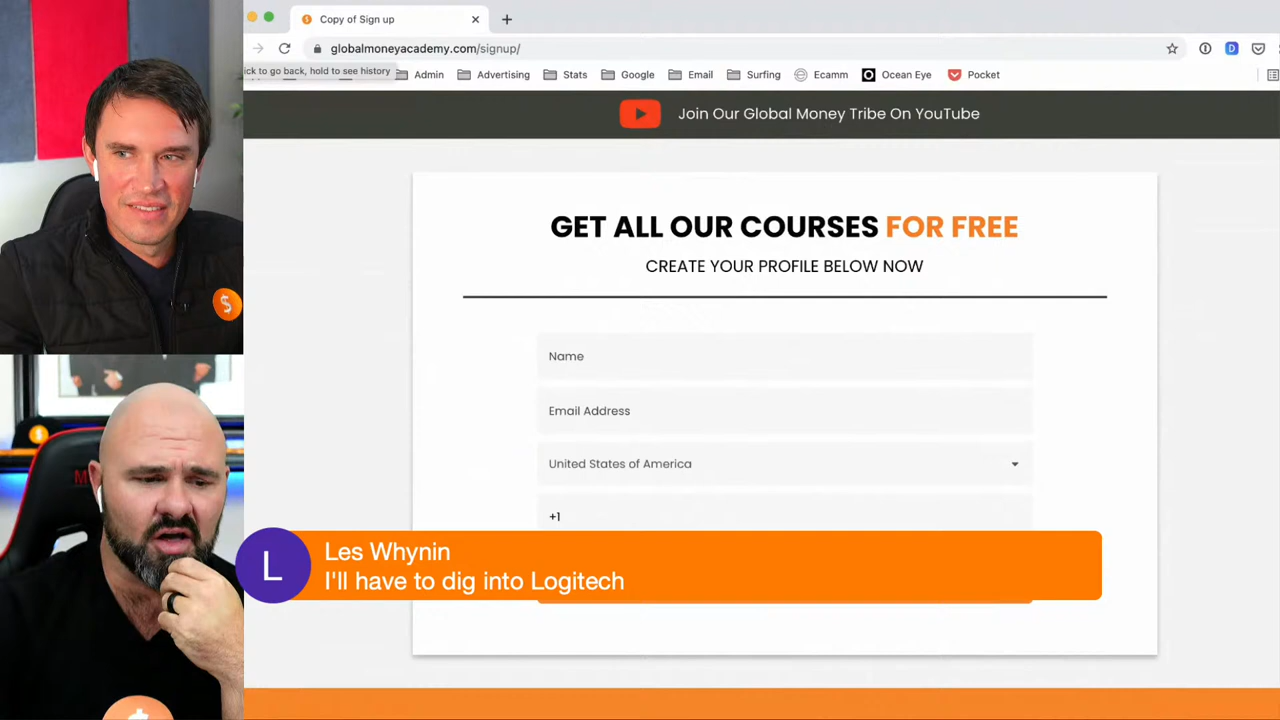 Copy of Sign up
globalmoneyacademy.com/signup/
ick to go back, hold to see history
Admin
Advertising
Stats
Google
Email
Surfing
Ecamm
Ocean Eye
Pocket
Join Our Global Money Tribe On YouTube
GET ALL OUR COURSES FOR FREE
CREATE YOUR PROFILE BELOW NOW
Name
Email Address
United States of America
+1
L
Les Whynin
I'll have to dig into Logitech